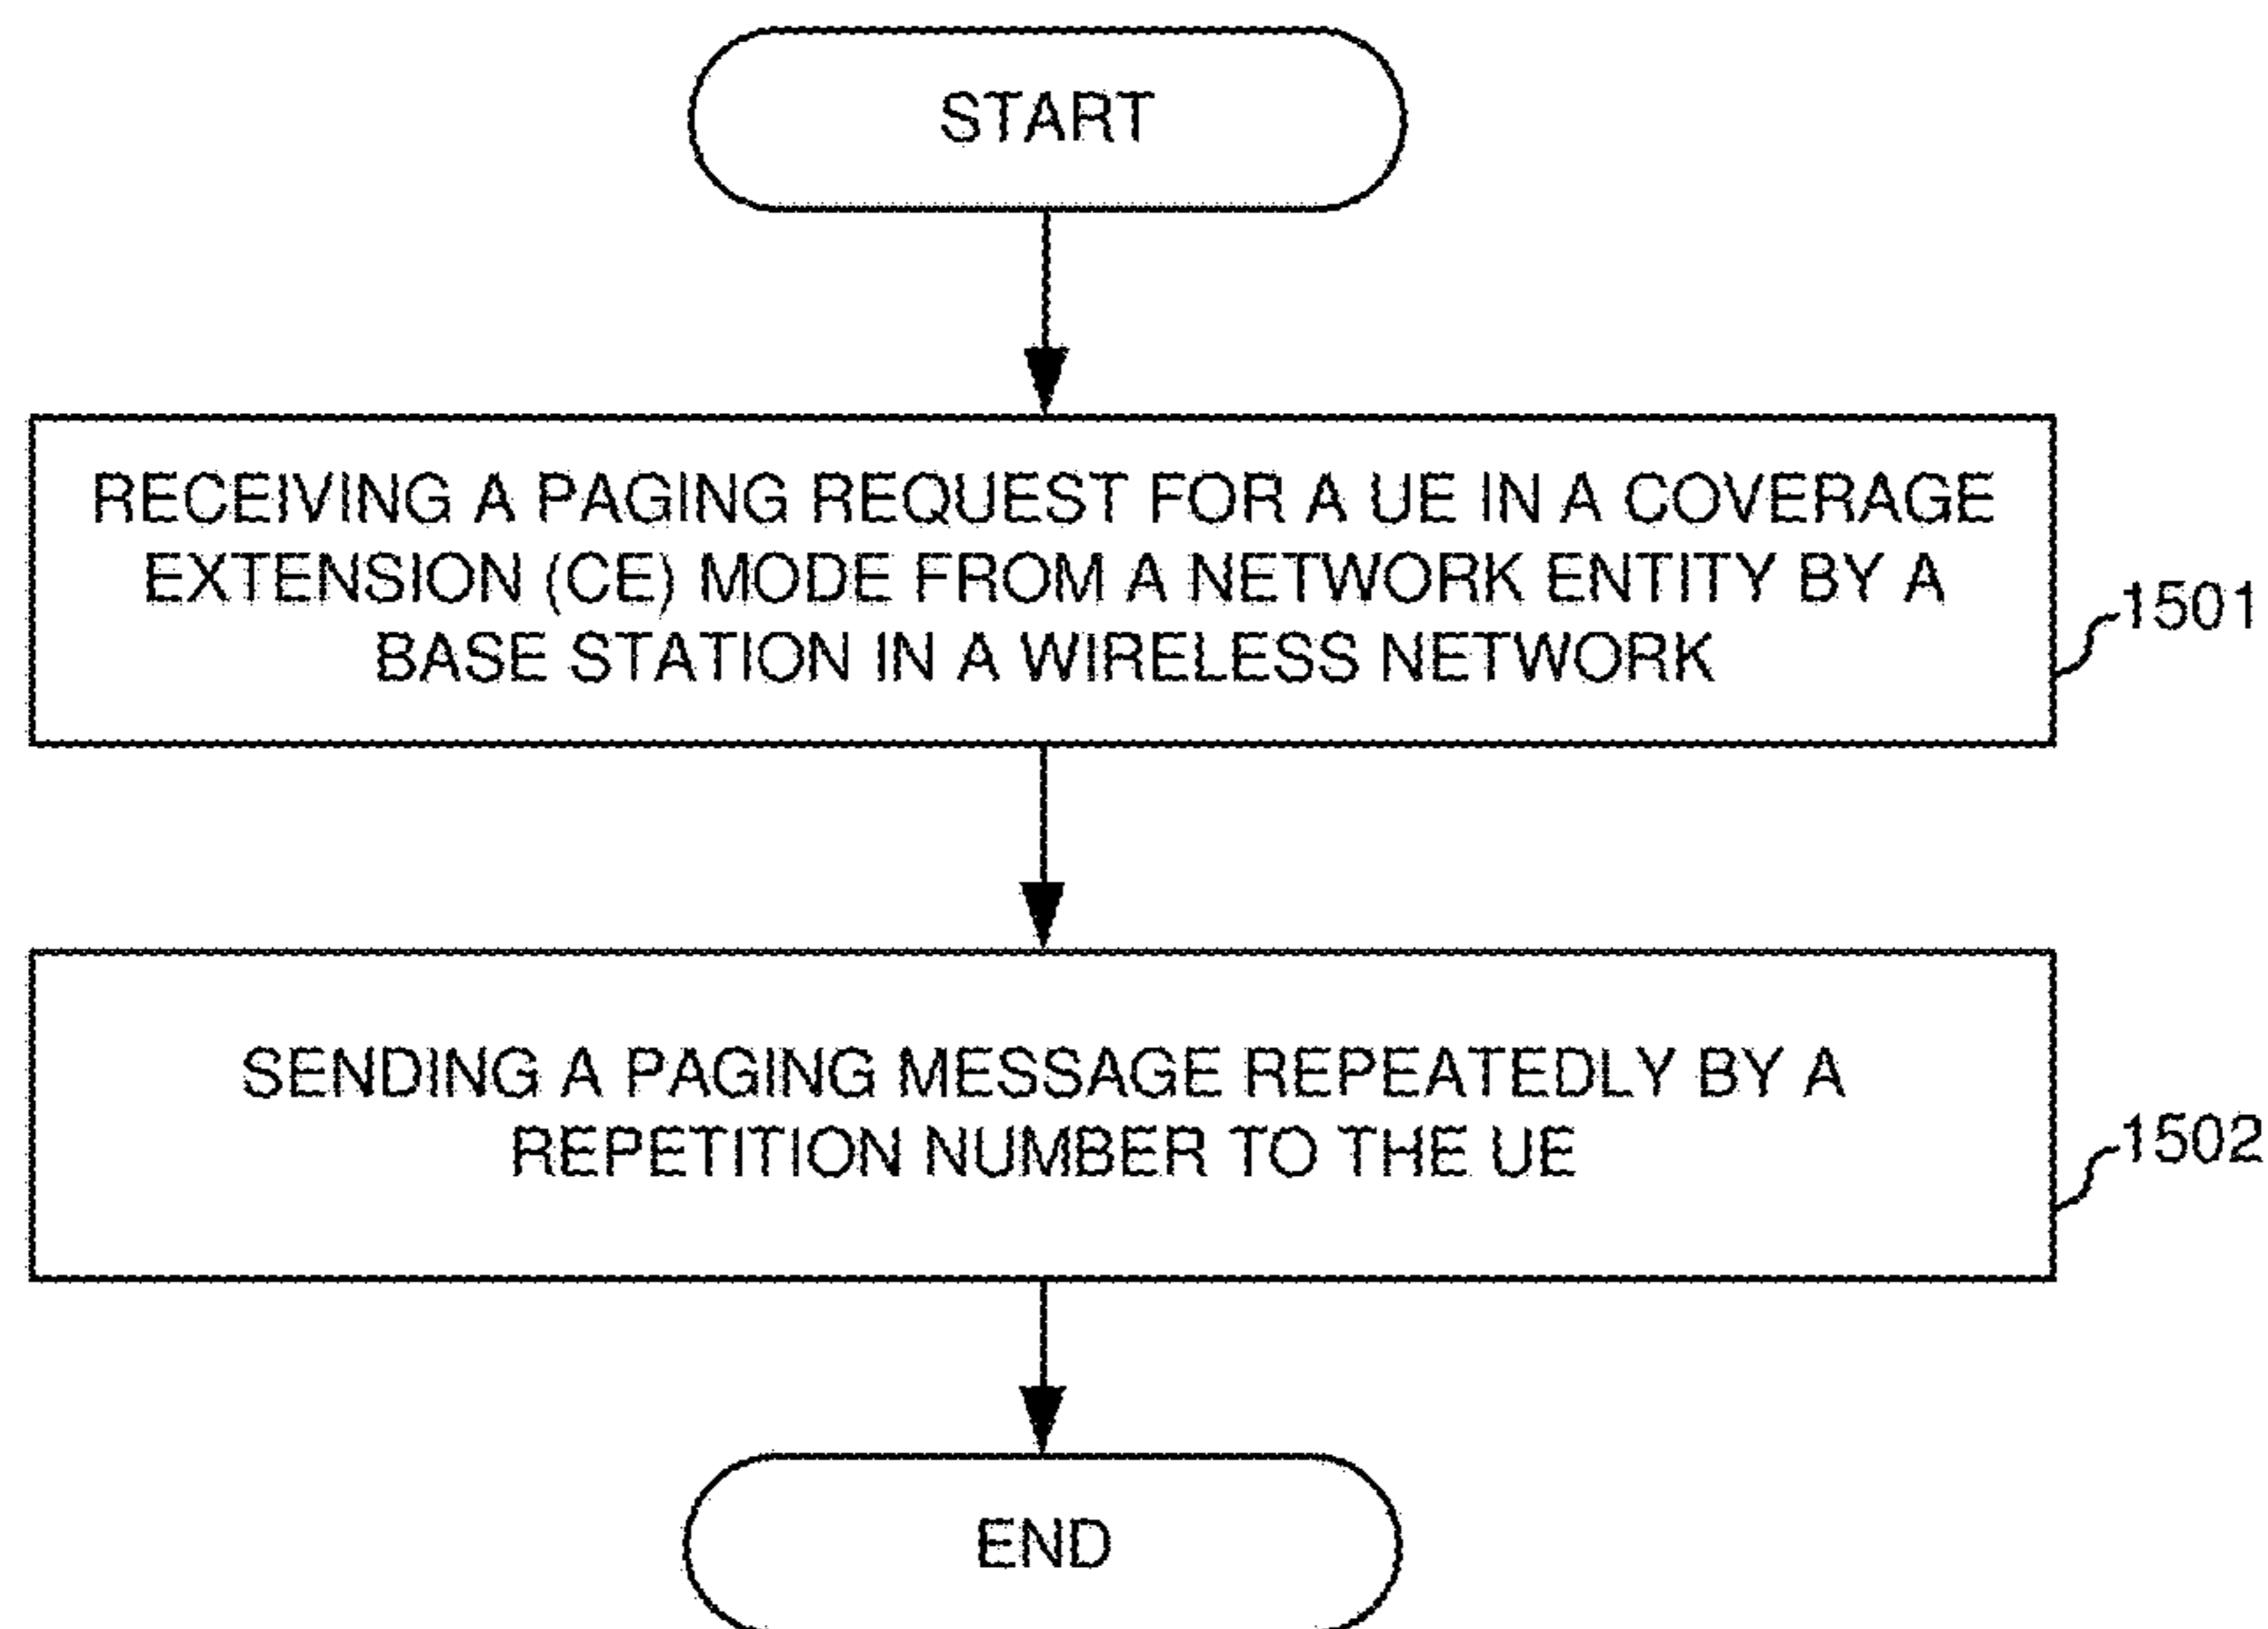 START
RECEIVING A PAGING REQUEST FOR A UE IN A COVERAGE
EXTENSION (CE) MODE FROM A NETWORK ENTITY BY A
BASE STATION IN A WIRELESS NETWORK
1501
SENDING A PAGING MESSAGE REPEATEDLY BY A
REPETITION NUMBER TO THE UE
1502
END